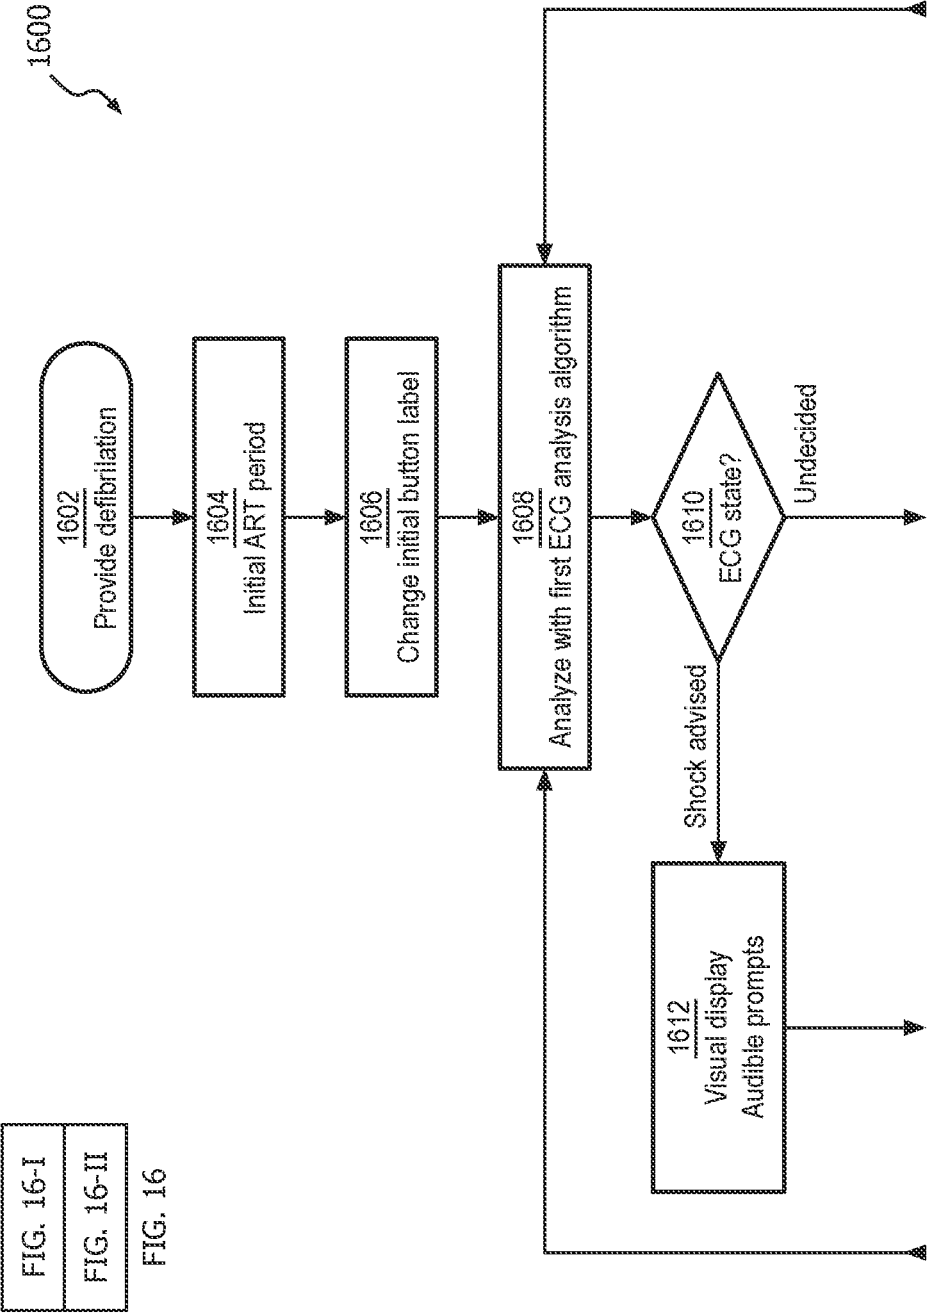 FIG. 16-I
FIG. 16-II
FIG. 16
1600
1602
Provide defibrilation
1604
Initial ART period
1606
Change initial button label
1608
Analyze with first ECG analysis algorithm
1610
ECG state?
Shock advised
Undecided
1612
Visual display
Audible prompts